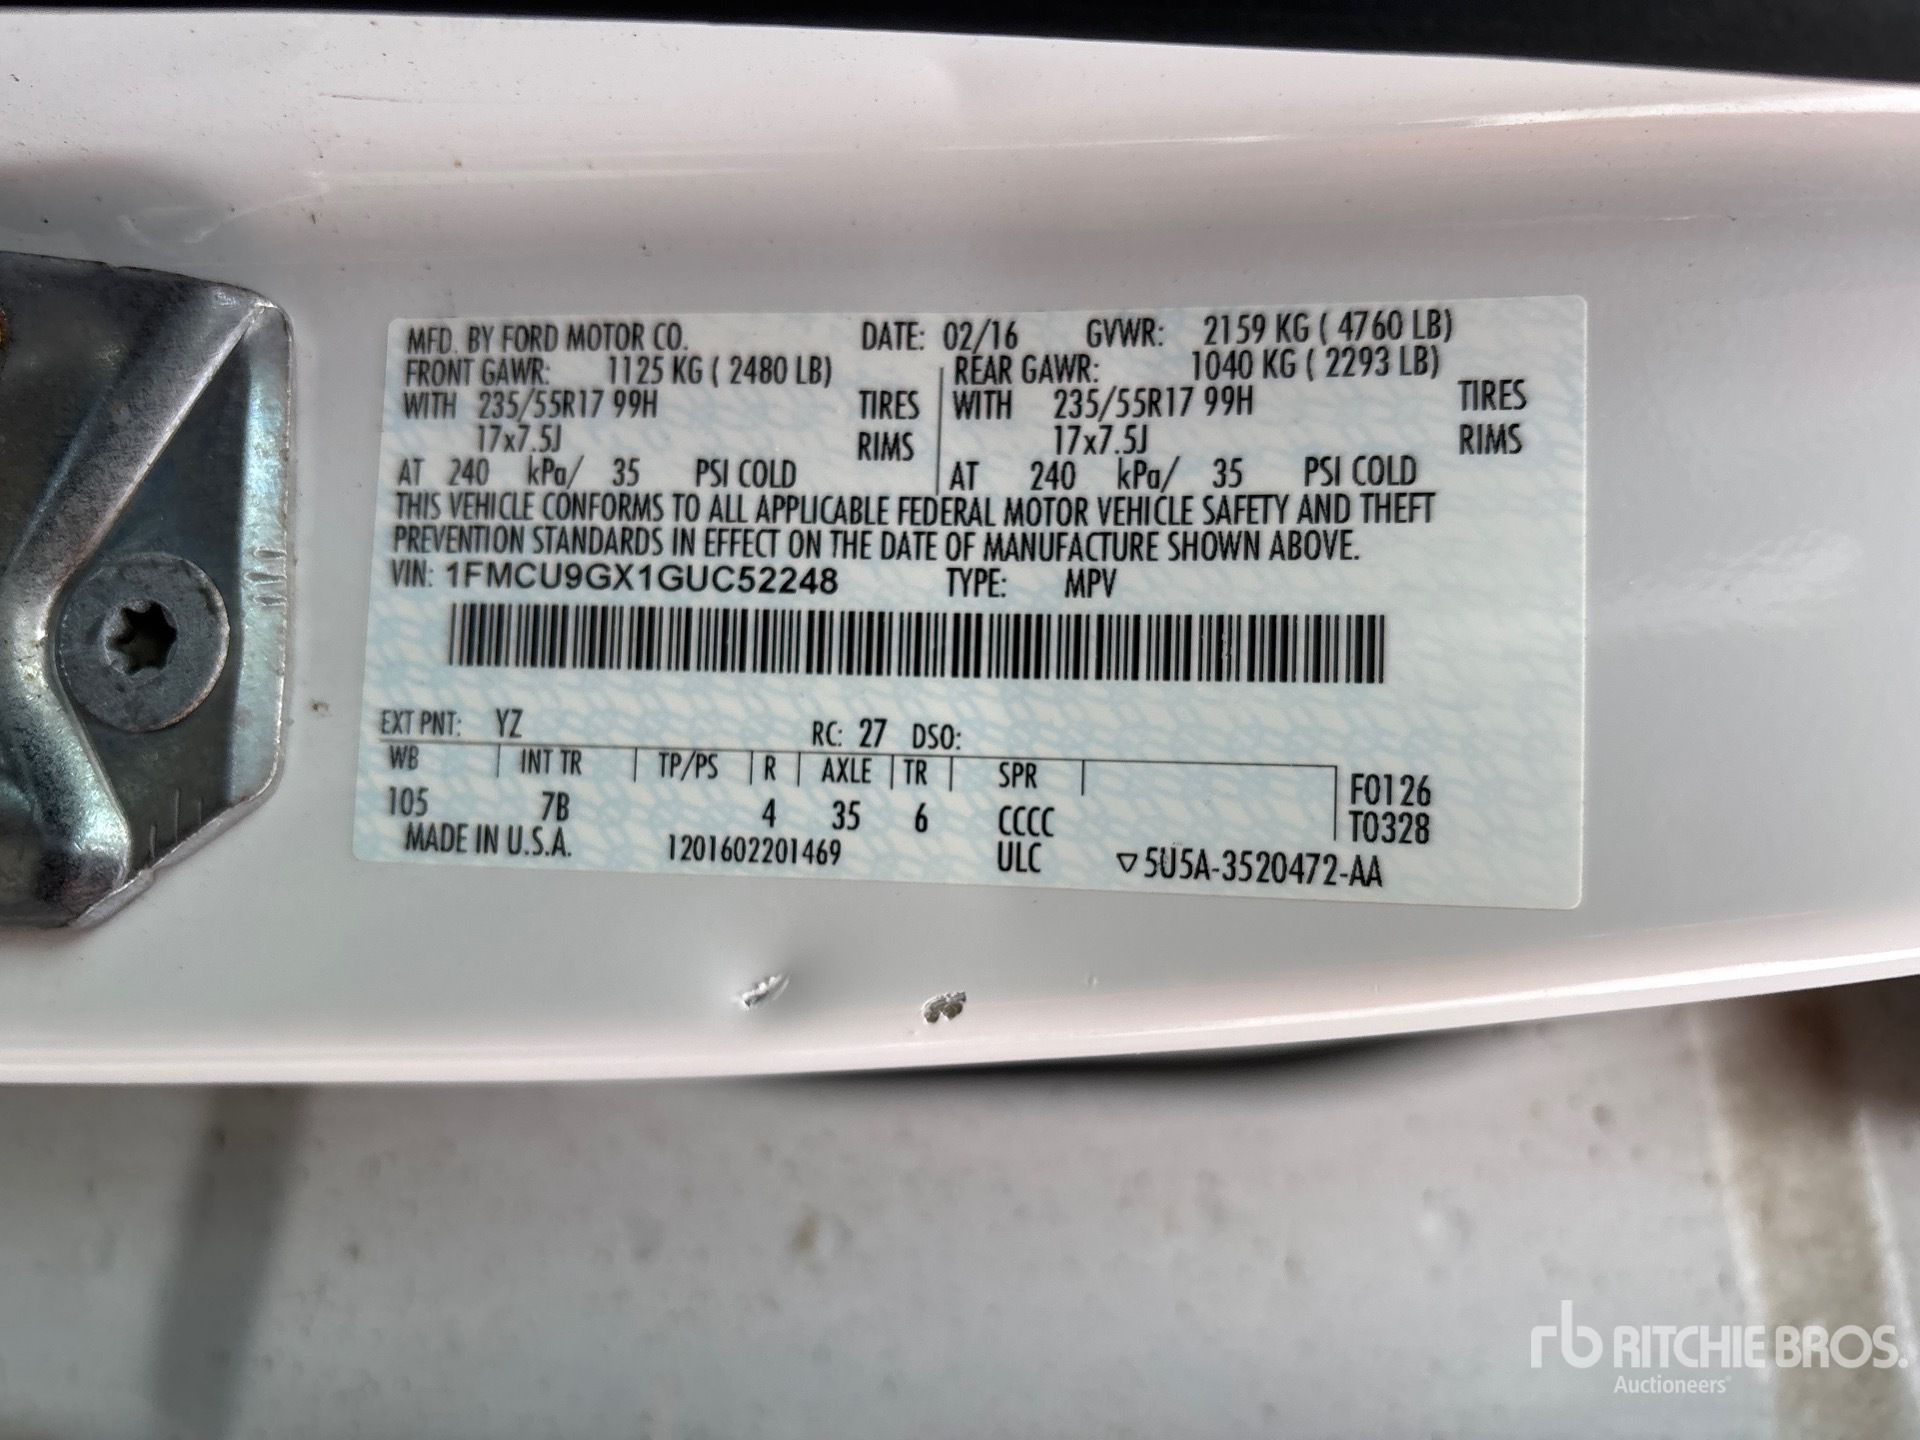 MFD. BY FORD MOTOR CO. DATE: 02/16 GVWR: 2159 KG ( 4760 LB)
FRONT GAWR: 1125 KG ( 2480 LB) REAR GAWR: 1040 KG ( 2293 LB)
WITH 235/55R17 99H TIRES WITH 235/55R17 99H TIRES
17x7.5J RIMS 17x7.5J RIMS
AT 240 kPa/ 35 PSI COLD AT 240 kPa/ 35 PSI COLD
THIS VEHICLE CONFORMS TO ALL APPLICABLE FEDERAL MOTOR VEHICLE SAFETY AND THEFT
PREVENTION STANDARDS IN EFFECT ON THE DATE OF MANUFACTURE SHOWN ABOVE.
VIN: 1FMCU9GX1GUC52248 TYPE: MPV
EXT PNT: YZ RC: 27 DSO:
WB INT TR TP/PS R AXLE TR SPR F0126
105 7B 4 35 6 CCCC T0328
MADE IN U.S.A. 1201602201469 ULC ▽5U5A-3520472-AA
rb RITCHIE BROS.
Auctioneers